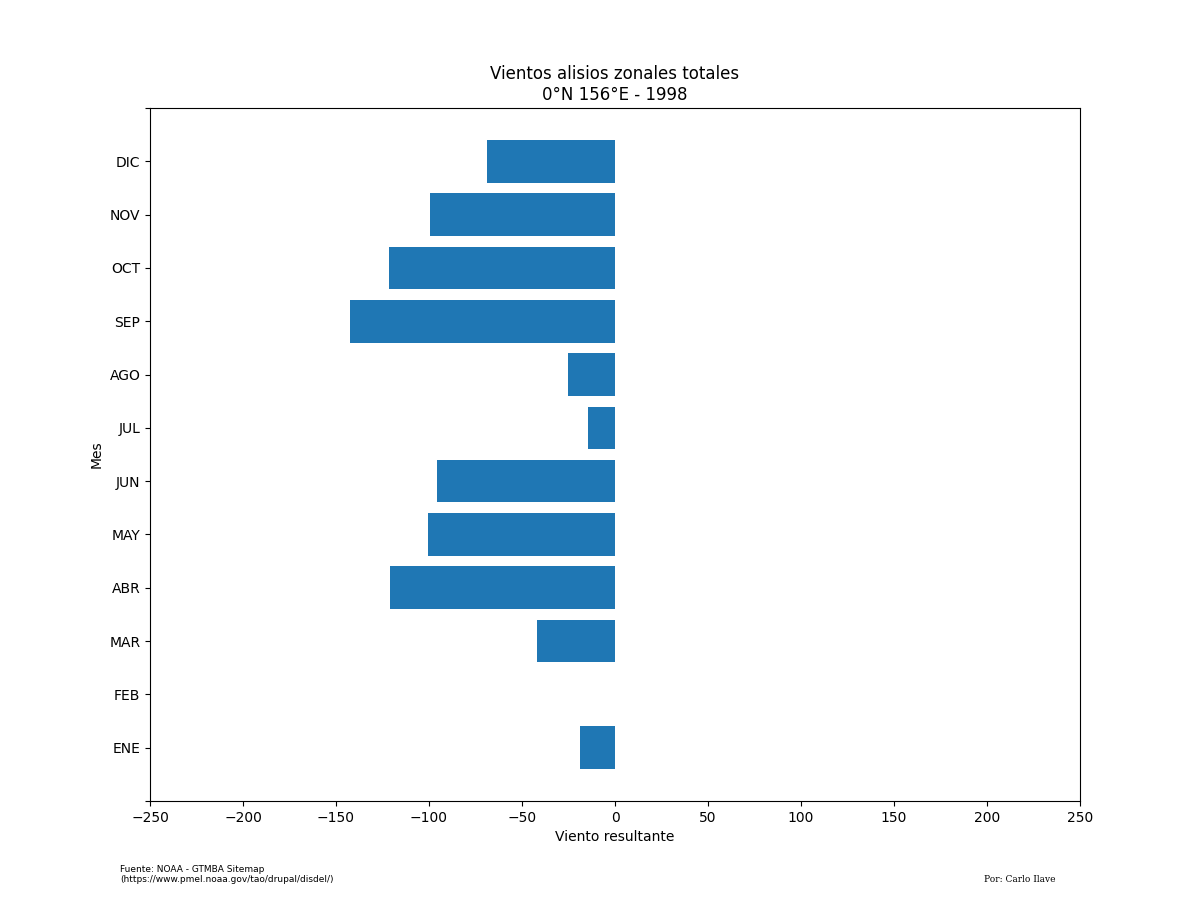 Vientos alisios zonales totales
0°N 156°E - 1998
DIC
NOV
OCT
SEP
AGO
JUL
JUN
MAY
ABR
MAR
FEB
ENE
Mes
−250 −200 −150 −100 −50 0 50 100 150 200 250
Viento resultante
Fuente: NOAA - GTMBA Sitemap
(https://www.pmel.noaa.gov/tao/drupal/disdel/)
Por: Carlo Ilave